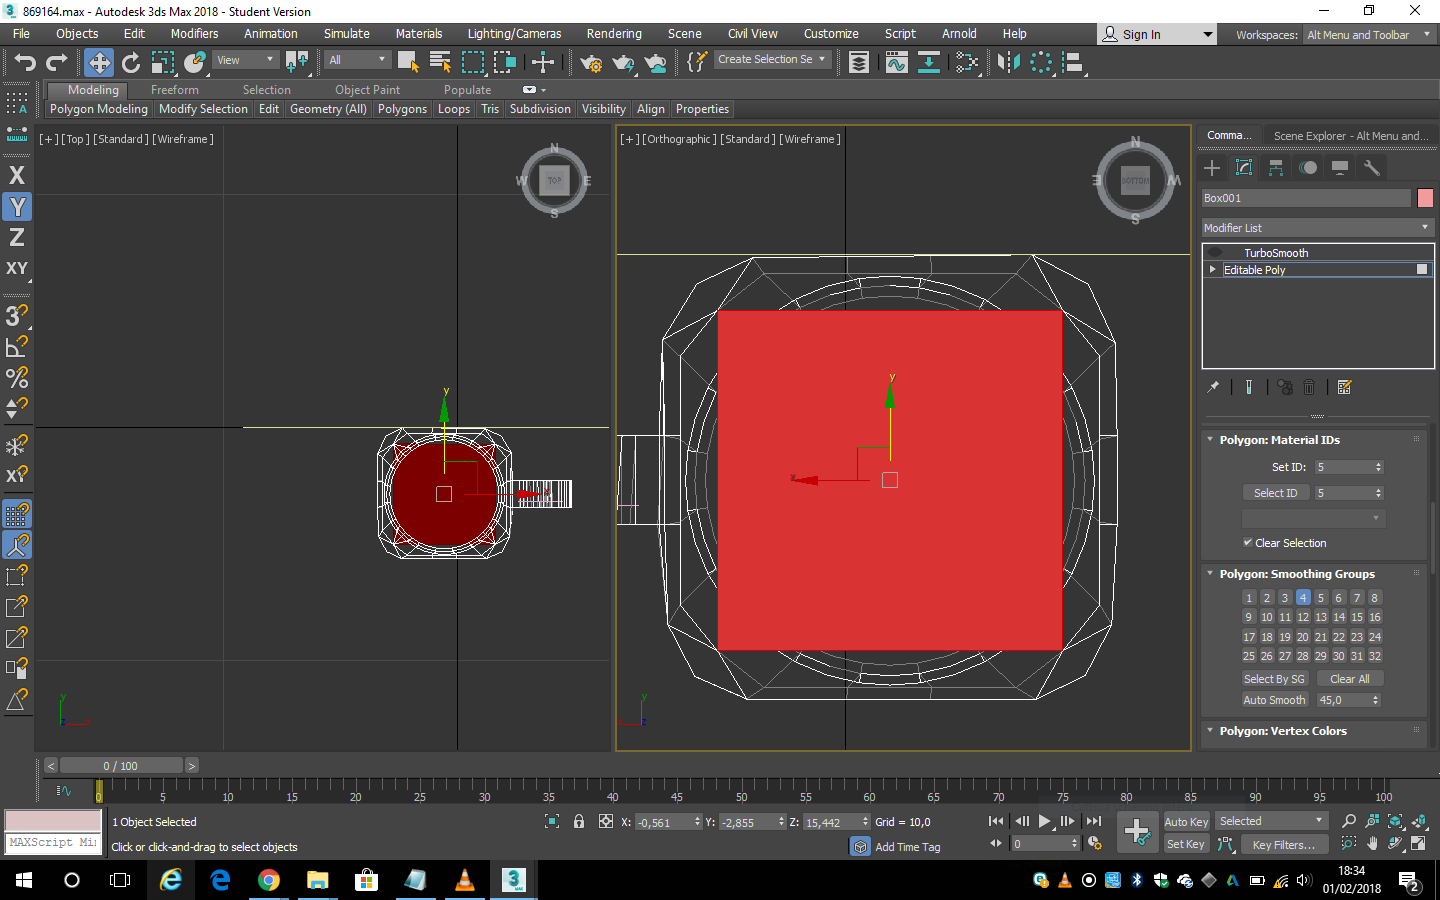 869164.max - Autodesk 3ds Max 2018 - Student Version
File Objects Edit Modifiers Animation Simulate Materials Lighting/Cameras Rendering Scene Civil View Customize Script Arnold Help Sign In Workspaces: Alt Menu and Toolbar
View All Create Selection Se
Modeling Freeform Selection Object Paint Populate
Polygon Modeling Modify Selection Edit Geometry (All) Polygons Loops Tris Subdivision Visibility Align Properties
[+] [Top] [Standard] [Wireframe]
N
W TOP E
S
[+] [Orthographic] [Standard] [Wireframe]
N
E BOTTOM W
S
X
Y
Z
XY
3
%
XY
y
x
y
x
y
y
Comma... Scene Explorer - Alt Menu and...
Box001
Modifier List
TurboSmooth
Editable Poly
Polygon: Material IDs
Set ID: 5
Select ID 5
Clear Selection
Polygon: Smoothing Groups
1 2 3 4 5 6 7 8
9 10 11 12 13 14 15 16
17 18 19 20 21 22 23 24
25 26 27 28 29 30 31 32
Select By SG Clear All
Auto Smooth 45,0
Polygon: Vertex Colors
< 0 / 100 >
0 5 10 15 20 25 30 35 40 45 50 55 60 65 70 75 80 85 90 95 100
1 Object Selected X: -0,561 Y: -2,855 Z: 15,442 Grid = 10,0 Auto Key Selected
MAXScript Mi
Click or click-and-drag to select objects Add Time Tag 0 Set Key Key Filters...
18:34
01/02/2018
2